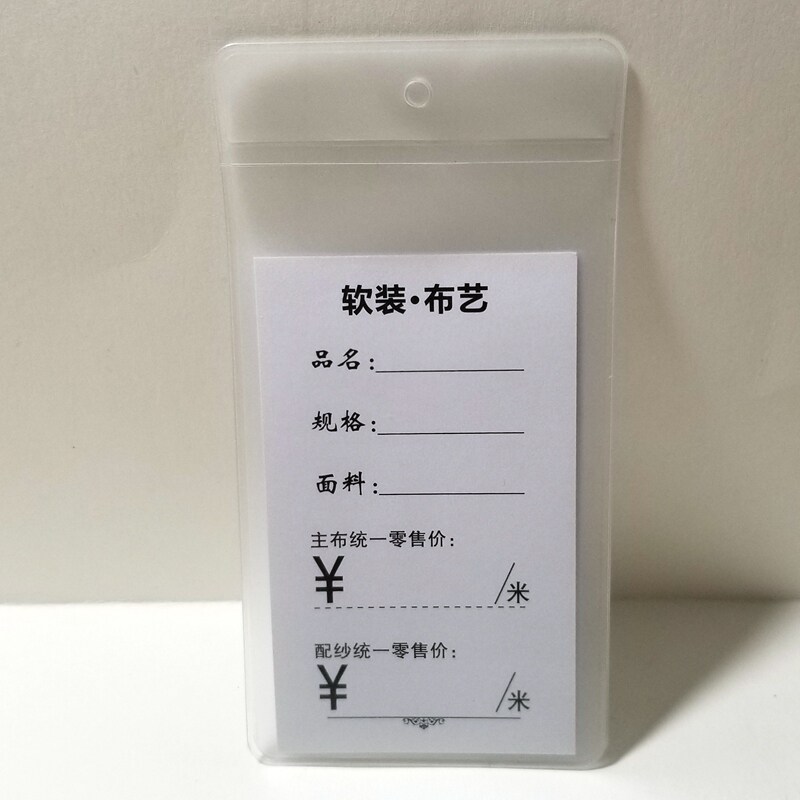 软装•布艺
品名:
规格:
面料:
主布统一零售价:
¥ /米
配纱统一零售价:
¥ /米